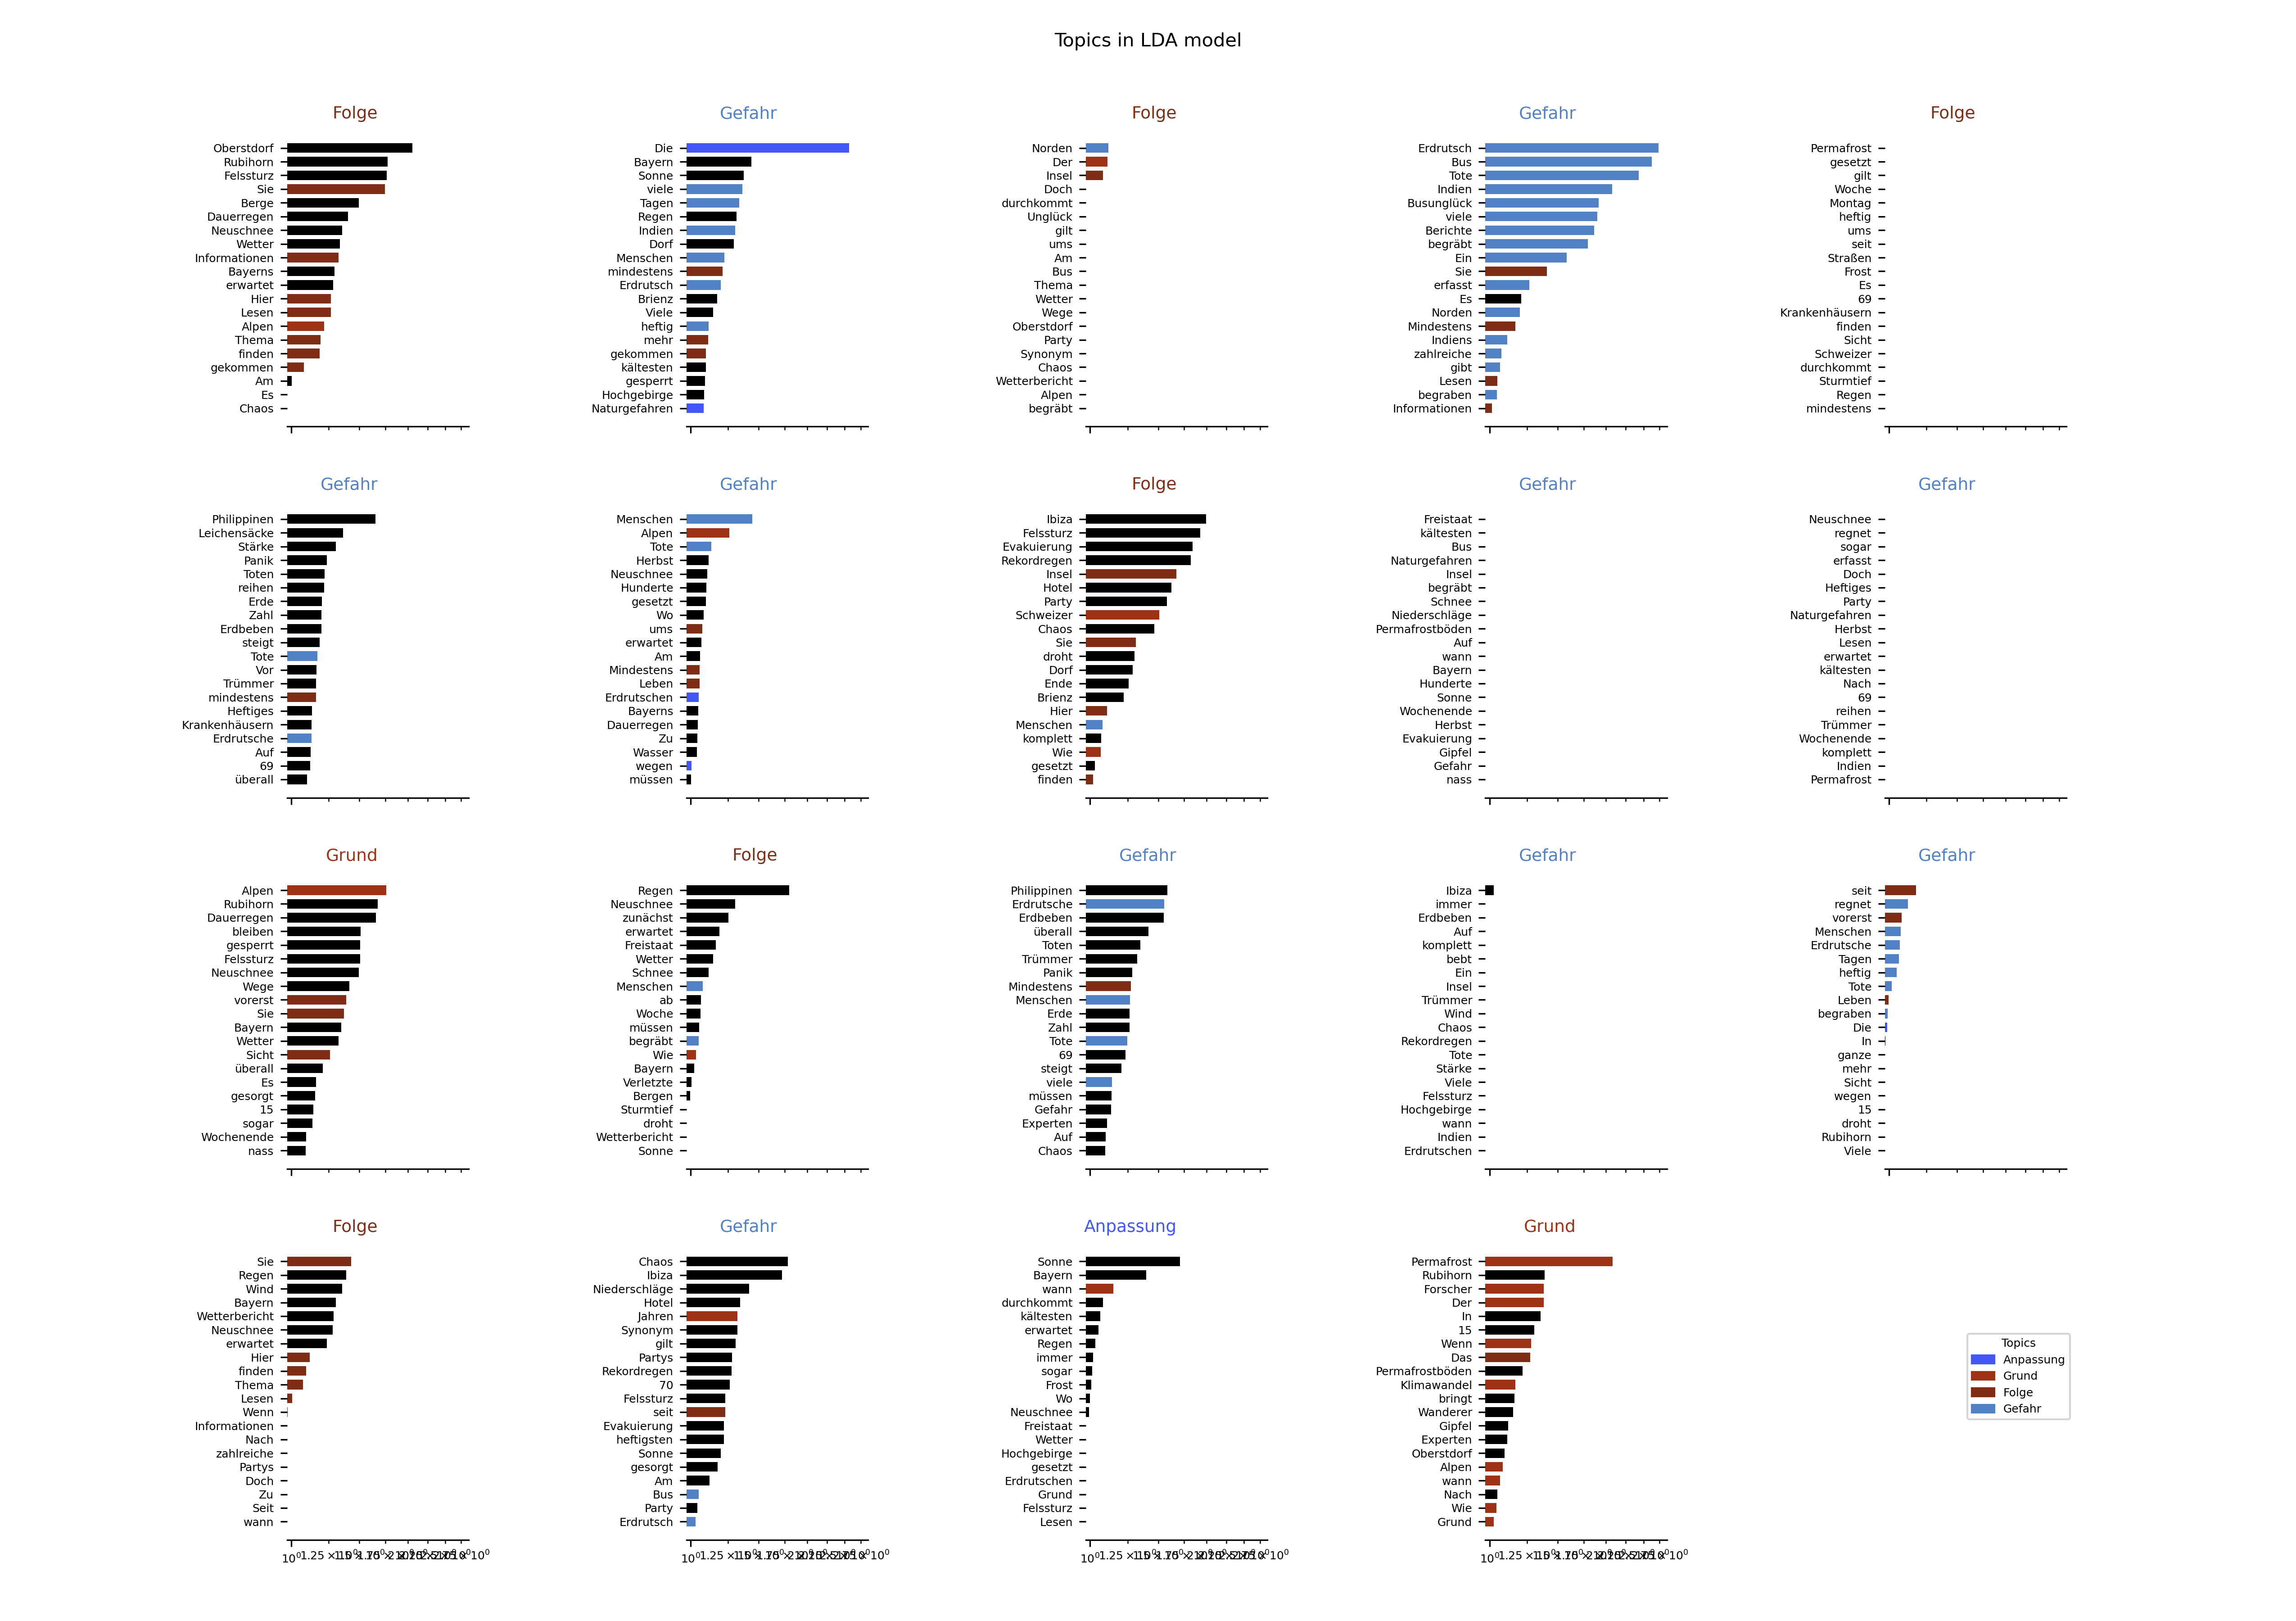 Topics in LDA model
Folge
Oberstdorf
Rubihorn
Felssturz
Sie
Berge
Dauerregen
Neuschnee
Wetter
Informationen
Bayerns
erwartet
Hier
Lesen
Alpen
Thema
finden
gekommen
Am
Es
Chaos
Gefahr
Die
Bayern
Sonne
viele
Tagen
Regen
Indien
Dorf
Menschen
mindestens
Erdrutsch
Brienz
Viele
heftig
mehr
gekommen
kältesten
gesperrt
Hochgebirge
Naturgefahren
Folge
Norden
Der
Insel
Doch
durchkommt
Unglück
gilt
ums
Am
Bus
Thema
Wetter
Wege
Oberstdorf
Party
Synonym
Chaos
Wetterbericht
Alpen
begräbt
Gefahr
Erdrutsch
Bus
Tote
Indien
Busunglück
viele
Berichte
begräbt
Ein
Sie
erfasst
Es
Norden
Mindestens
Indiens
zahlreiche
gibt
Lesen
begraben
Informationen
Folge
Permafrost
gesetzt
gilt
Woche
Montag
heftig
ums
seit
Straßen
Frost
Es
69
Krankenhäusern
finden
Sicht
Schweizer
durchkommt
Sturmtief
Regen
mindestens
Gefahr
Philippinen
Leichensäcke
Stärke
Panik
Toten
reihen
Erde
Zahl
Erdbeben
steigt
Tote
Vor
Trümmer
mindestens
Heftiges
Krankenhäusern
Erdrutsche
Auf
69
überall
Gefahr
Menschen
Alpen
Tote
Herbst
Neuschnee
Hunderte
gesetzt
Wo
ums
erwartet
Am
Mindestens
Leben
Erdrutschen
Bayerns
Dauerregen
Zu
Wasser
wegen
müssen
Folge
Ibiza
Felssturz
Evakuierung
Rekordregen
Insel
Hotel
Party
Schweizer
Chaos
Sie
droht
Dorf
Ende
Brienz
Hier
Menschen
komplett
Wie
gesetzt
finden
Gefahr
Freistaat
kältesten
Bus
Naturgefahren
Insel
begräbt
Schnee
Niederschläge
Permafrostböden
Auf
wann
Bayern
Hunderte
Sonne
Wochenende
Herbst
Evakuierung
Gipfel
Gefahr
nass
Gefahr
Neuschnee
regnet
sogar
erfasst
Doch
Heftiges
Party
Naturgefahren
Herbst
Lesen
erwartet
kältesten
Nach
69
reihen
Trümmer
Wochenende
komplett
Indien
Permafrost
Grund
Alpen
Rubihorn
Dauerregen
bleiben
gesperrt
Felssturz
Neuschnee
Wege
vorerst
Sie
Bayern
Wetter
Sicht
überall
Es
gesorgt
15
sogar
Wochenende
nass
Folge
Regen
Neuschnee
zunächst
erwartet
Freistaat
Wetter
Schnee
Menschen
ab
Woche
müssen
begräbt
Wie
Bayern
Verletzte
Bergen
Sturmtief
droht
Wetterbericht
Sonne
Gefahr
Philippinen
Erdrutsche
Erdbeben
überall
Toten
Trümmer
Panik
Mindestens
Menschen
Erde
Zahl
Tote
69
steigt
viele
müssen
Gefahr
Experten
Auf
Chaos
Gefahr
Ibiza
immer
Erdbeben
Auf
komplett
bebt
Ein
Insel
Trümmer
Wind
Chaos
Rekordregen
Tote
Stärke
Viele
Felssturz
Hochgebirge
wann
Indien
Erdrutschen
Gefahr
seit
regnet
vorerst
Menschen
Erdrutsche
Tagen
heftig
Tote
Leben
begraben
Die
In
ganze
mehr
Sicht
wegen
15
droht
Rubihorn
Viele
Folge
Sie
Regen
Wind
Bayern
Wetterbericht
Neuschnee
erwartet
Hier
finden
Thema
Lesen
Wenn
Informationen
Nach
zahlreiche
Partys
Doch
Zu
Seit
wann
Gefahr
Chaos
Ibiza
Niederschläge
Hotel
Jahren
Synonym
gilt
Partys
Rekordregen
70
Felssturz
seit
Evakuierung
heftigsten
Sonne
gesorgt
Am
Bus
Party
Erdrutsch
Anpassung
Sonne
Bayern
wann
durchkommt
kältesten
erwartet
Regen
immer
sogar
Frost
Wo
Neuschnee
Freistaat
Wetter
Hochgebirge
gesetzt
Erdrutschen
Grund
Felssturz
Lesen
Grund
Permafrost
Rubihorn
Forscher
Der
In
15
Wenn
Das
Permafrostböden
Klimawandel
bringt
Wanderer
Gipfel
Experten
Oberstdorf
Alpen
wann
Nach
Wie
Grund
Topics
Anpassung
Grund
Folge
Gefahr